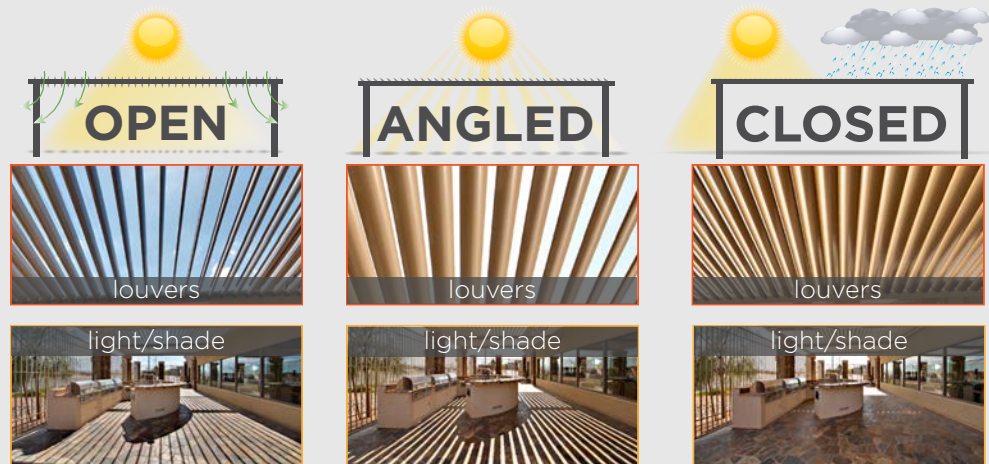 OPEN
ANGLED
CLOSED
louvers
louvers
louvers
light/shade
light/shade
light/shade